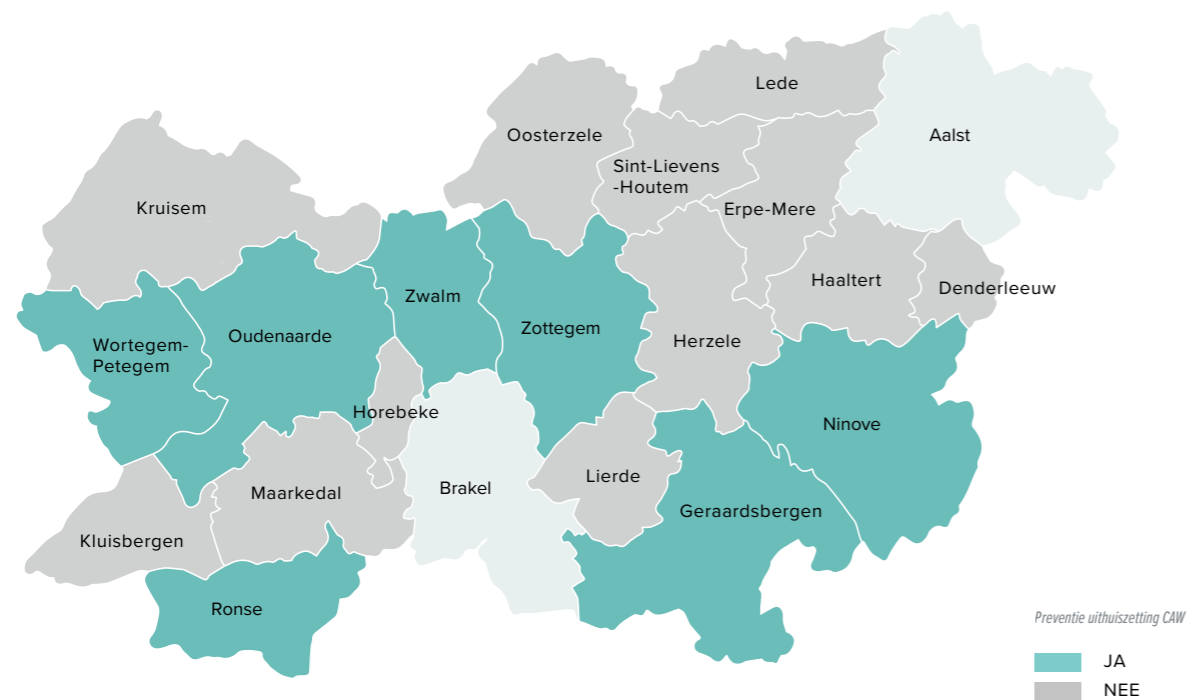 Lede
Aalst
Oosterzele
Sint-Lievens
-Houtem
Erpe-Mere
Kruisem
Haaltert
Denderleeuw
Zwalm
Zottegem
Oudenaarde
Herzele
Wortegem-
Petegem
Horebeke
Ninove
Lierde
Brakel
Maarkedal
Geraardsbergen
Kluisbergen
Ronse
Preventie uithuiszetting CAW
JA
NEE